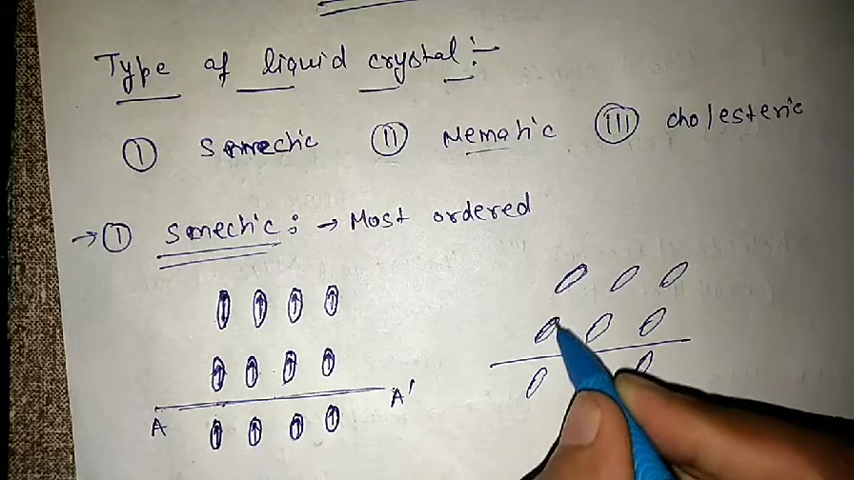 Type of liquid crystal :-
(I) Smectic (II) Nematic (III) cholesteric
→ (I) Smectic : → Most ordered
A A'